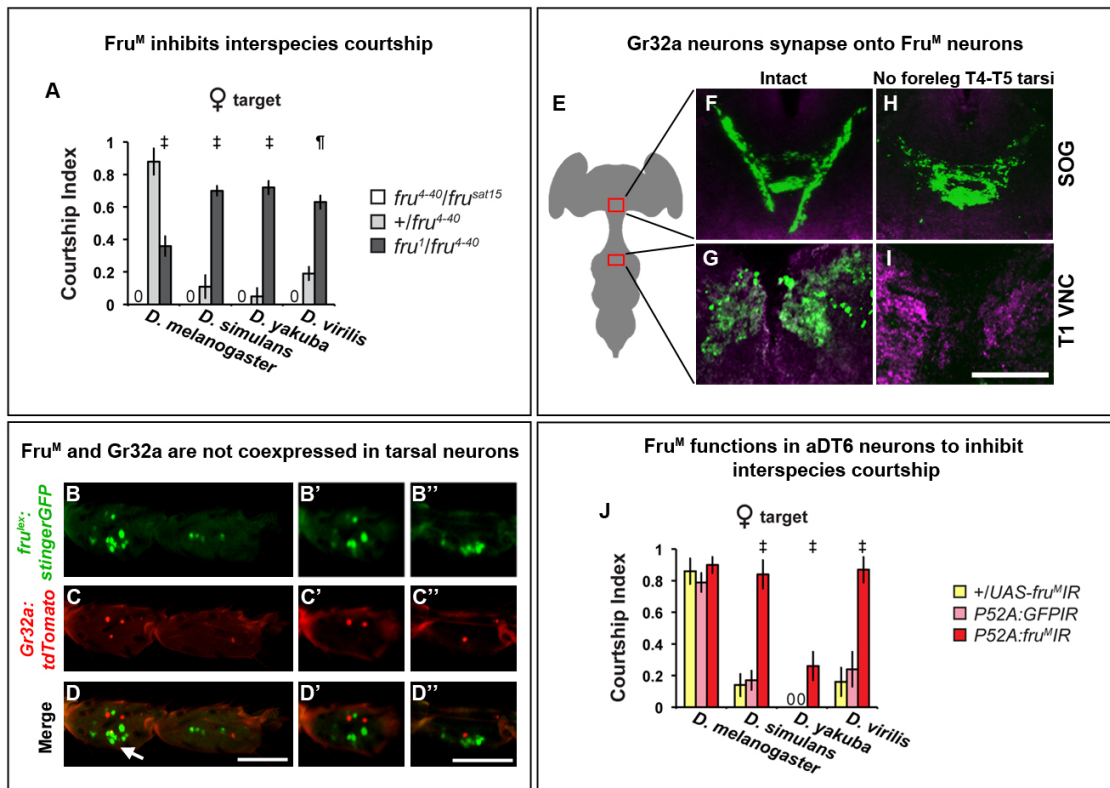 Fruᴹ inhibits interspecies courtship
A
♀ target
Courtship Index
1
0.8
0.6
0.4
0.2
0
‡ ‡ ‡ ¶
0 0 0 0
D. melanogaster
D. simulans
D. yakuba
D. virilis
fru⁴⁻⁴⁰/fruˢᵃᵗ¹⁵
+/fru⁴⁻⁴⁰
fru¹/fru⁴⁻⁴⁰
Gr32a neurons synapse onto Fruᴹ neurons
Intact
No foreleg T4-T5 tarsi
E
F
H
SOG
G
I
T1 VNC
Fruᴹ and Gr32a are not coexpressed in tarsal neurons
fruˡᵉˣ:
stingerGFP
B
B'
B''
Gr32a:
tdTomato
C
C'
C''
Merge
D
D'
D''
Fruᴹ functions in aDT6 neurons to inhibit
interspecies courtship
J
♀ target
Courtship Index
1
0.8
0.6
0.4
0.2
0
‡ ‡ ‡
00
D. melanogaster
D. simulans
D. yakuba
D. virilis
+/UAS-fruᴹIR
P52A:GFPIR
P52A:fruᴹIR